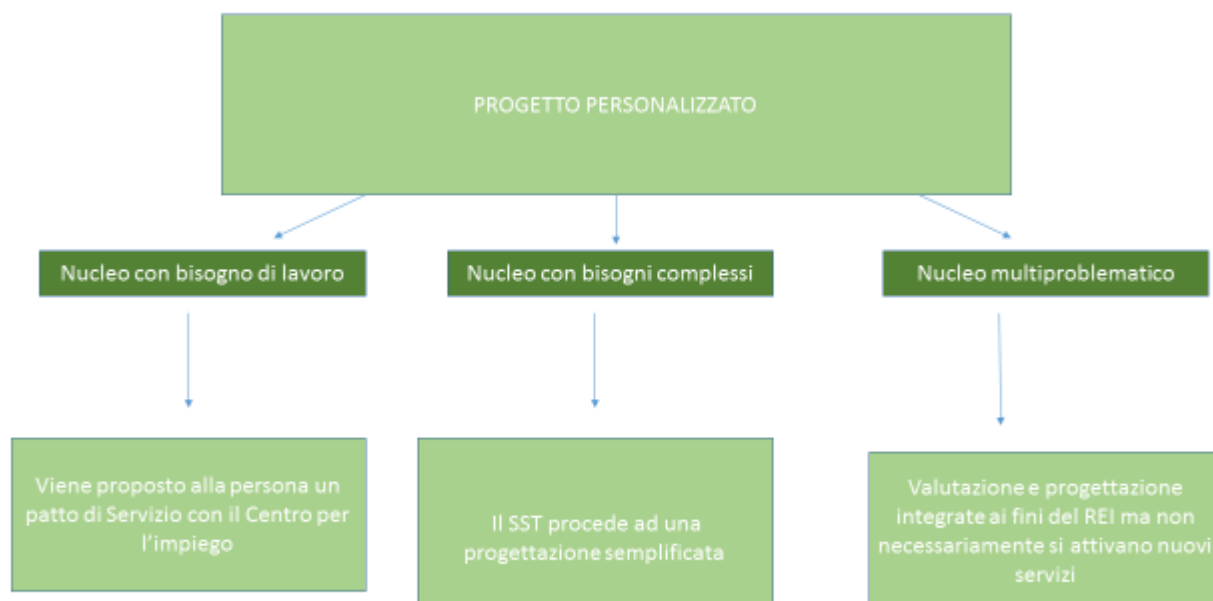 PROGETTO PERSONALIZZATO
Nucleo con bisogno di lavoro
Nucleo con bisogni complessi
Nucleo multiproblematico
Viene proposto alla persona un
patto di Servizio con il Centro per
l'impiego
Il SST procede ad una
progettazione semplificata
Valutazione e progettazione
integrate ai fini del REI ma non
necessariamente si attivano nuovi
servizi